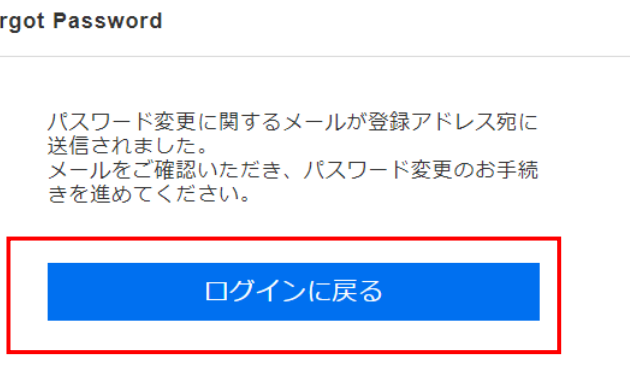 rgot Password
パスワード変更に関するメールが登録アドレス宛に
送信されました。
メールをご確認いただき、パスワード変更のお手続
きを進めてください。
ログインに戻る